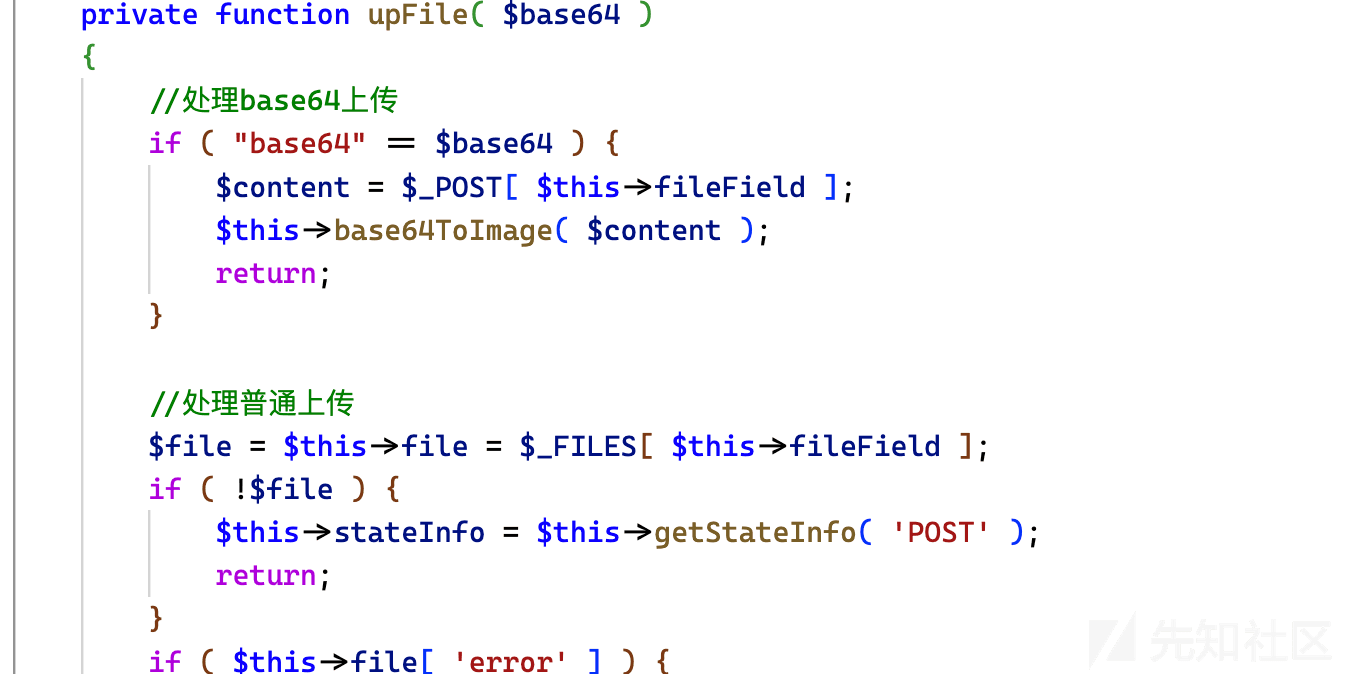 private function upFile( $base64 )
{
//处理base64上传
if ( "base64" == $base64 ) {
$content = $_POST[ $this->fileField ];
$this->base64ToImage( $content );
return;
}
//处理普通上传
$file = $this->file = $_FILES[ $this->fileField ];
if ( !$file ) {
$this->stateInfo = $this->getStateInfo( 'POST' );
return;
}
if ( $this->file[ 'error' ] ) {
先知社区